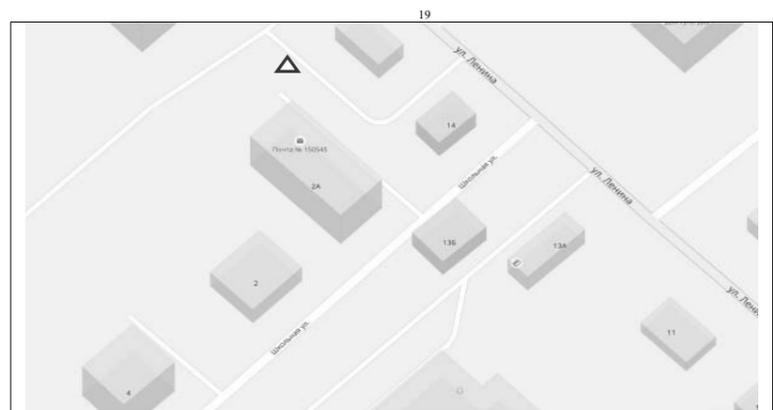 19
ул. Ленина
14
Почта № 150545
2А
Школьная ул.
ул. Ленина
13Б
13А
2
ул. Лени
Школьная ул.
11
4